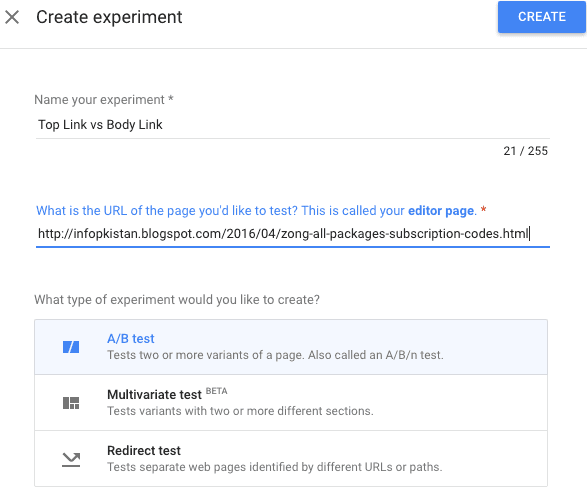 Create experiment
CREATE
Name your experiment *
Top Link vs Body Link
21 / 255
What is the URL of the page you'd like to test? This is called your editor page. *
http://infopkistan.blogspot.com/2016/04/zong-all-packages-subscription-codes.html
What type of experiment would you like to create?
A/B test
Tests two or more variants of a page. Also called an A/B/n test.
Multivariate test BETA
Tests variants with two or more different sections.
Redirect test
Tests separate web pages identified by different URLs or paths.